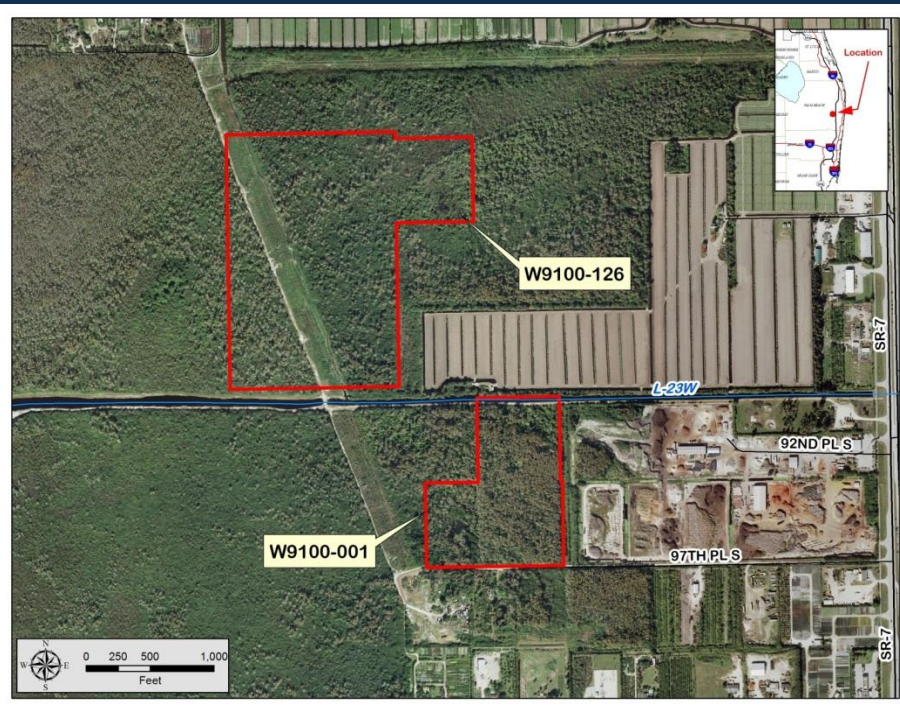 Location
W9100-126
SR-7
L-23W
92ND PL S
W9100-001
97TH PL S
SR-7
N
W E
S
0 250 500 1,000
Feet